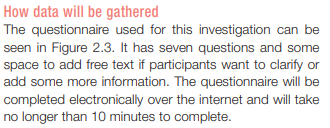 How data will be gathered
The questionnaire used for this investigation can be
seen in Figure 2.3. It has seven questions and some
space to add free text if participants want to clarify or
add some more information. The questionnaire will be
completed electronically over the internet and will take
no longer than 10 minutes to complete.